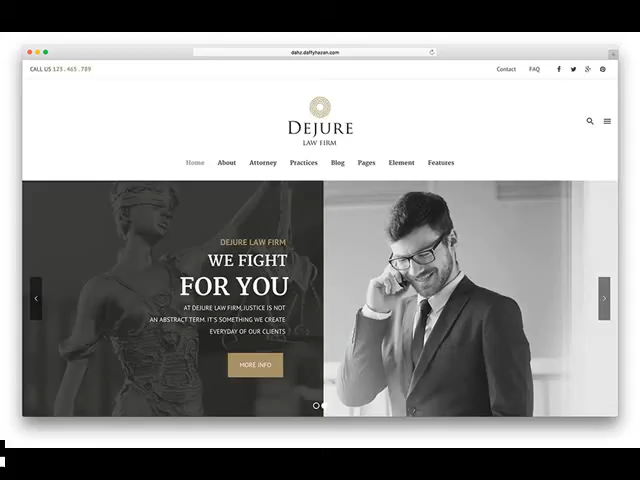 dahz.daffyhazan.com
CALL US 123.465.789
Contact FAQ
DEJURE
LAW FIRM
Home About Attorney Practices Blog Pages Element Features
DEJURE LAW FIRM
WE FIGHT
FOR YOU
AT DEJURE LAW FIRM,JUSTICE IS NOT
AN ABSTRACT TERM. IT'S SOMETHING WE CREATE
EVERYDAY OF OUR CLIENTS
MORE INFO